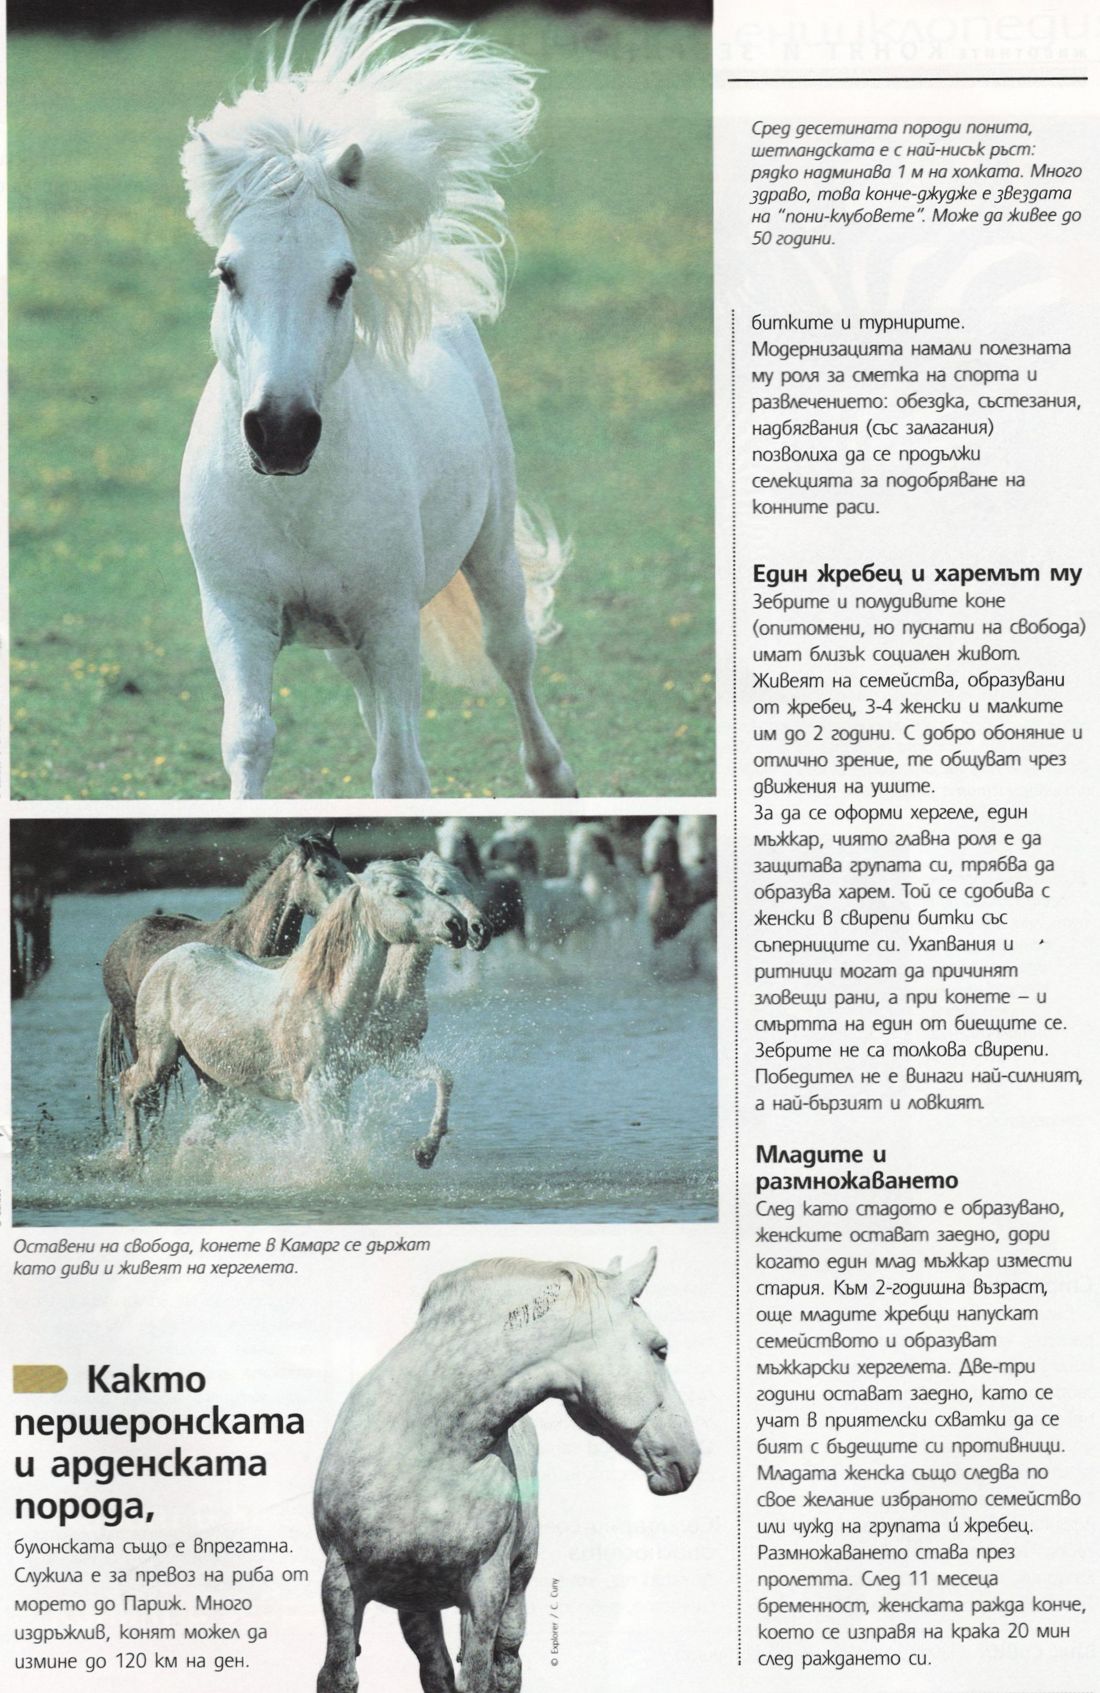 Сред десетината породи понита,
шетландската е с най-нисък ръст:
рядко надминава 1 м на холката. Много
здраво, това конче-джудже е звездата
на "пони-клубовете". Може да живее до
50 години.
битките и турнирите.
Модернизацията намали полезната
му роля за сметка на спорта и
развлечението: обездка, състезания,
надбягвания (със залагания)
позволиха да се продължи
селекцията за подобряване на
конните раси.
Един жребец и харемът му
Зебрите и полудивите коне
(опитомени, но пуснати на свобода)
имат близък социален живот.
Живеят на семейства, образувани
от жребец, 3-4 женски и малките
им до 2 години. С добро обоняние и
отлично зрение, те общуват чрез
движения на ушите.
За да се оформи хергеле, един
мъжкар, чиято главна роля е да
защитава групата си, трябва да
образува харем. Той се сдобива с
женски в свирепи битки със
съперниците си. Ухапвания и
ритници могат да причинят
зловещи рани, а при конете – и
смъртта на един от биещите се.
Зебрите не са толкова свирепи.
Победител не е винаги най-силният,
а най-бързият и ловкият.
Младите и
размножаването
След като стадото е образувано,
женските остават заедно, дори
когато един млад мъжкар измести
стария. Към 2-годишна възраст,
още младите жребци напускат
семейството и образуват
мъжкарски хергелета. Две-три
години остават заедно, като се
учат в приятелски схватки да се
бият с бъдещите си противници.
Младата женска също следва по
свое желание избраното семейство
или чужд на групата ѝ жребец.
Размножаването става през
пролетта. След 11 месеца
бременност, женската ражда конче,
което се изправя на крака 20 мин
след раждането си.
Оставени на свобода, конете в Камарг се държат
като диви и живеят на хергелета.
Както
першеронската
и арденската
порода,
булонската също е впрегатна.
Служила е за превоз на риба от
морето до Париж. Много
издръжлив, конят можел да
измине до 120 км на ден.
© Explorer / C. Cuny